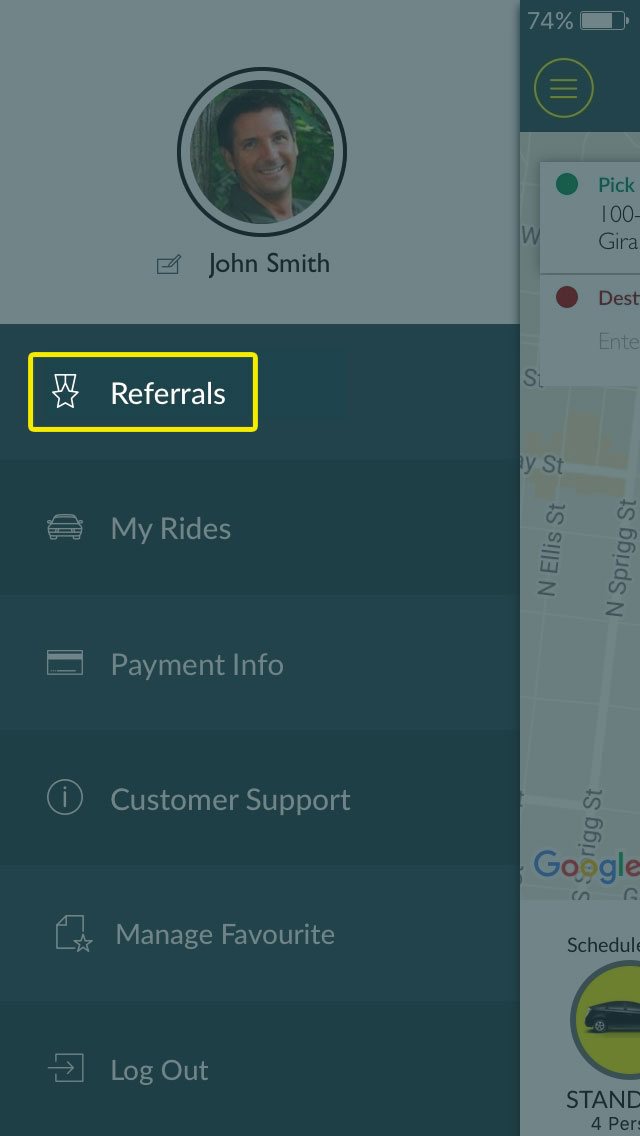 74%
John Smith
Referrals
My Rides
Payment Info
Customer Support
Manage Favourite
Log Out
Pick
100-
Gira
Dest
Ente
W
St
ay St
N Ellis St
N Sprigg St
S Sprigg St
Google
G
Schedule
STAND
4 Pers